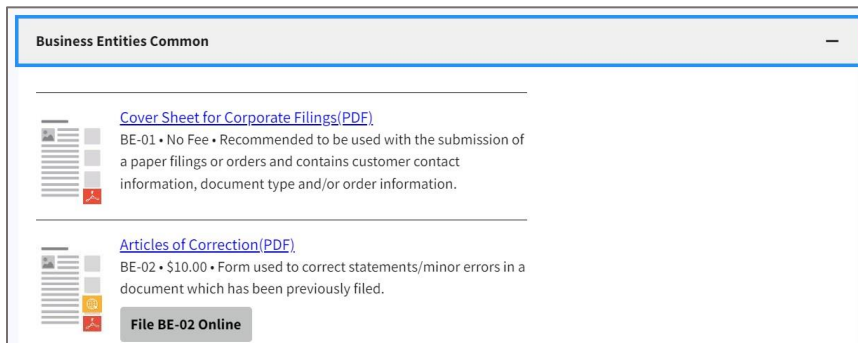 Business Entities Common
Cover Sheet for Corporate Filings(PDF)
BE-01 • No Fee • Recommended to be used with the submission of
a paper filings or orders and contains customer contact
information, document type and/or order information.
Articles of Correction(PDF)
BE-02 • $10.00 • Form used to correct statements/minor errors in a
document which has been previously filed.
File BE-02 Online